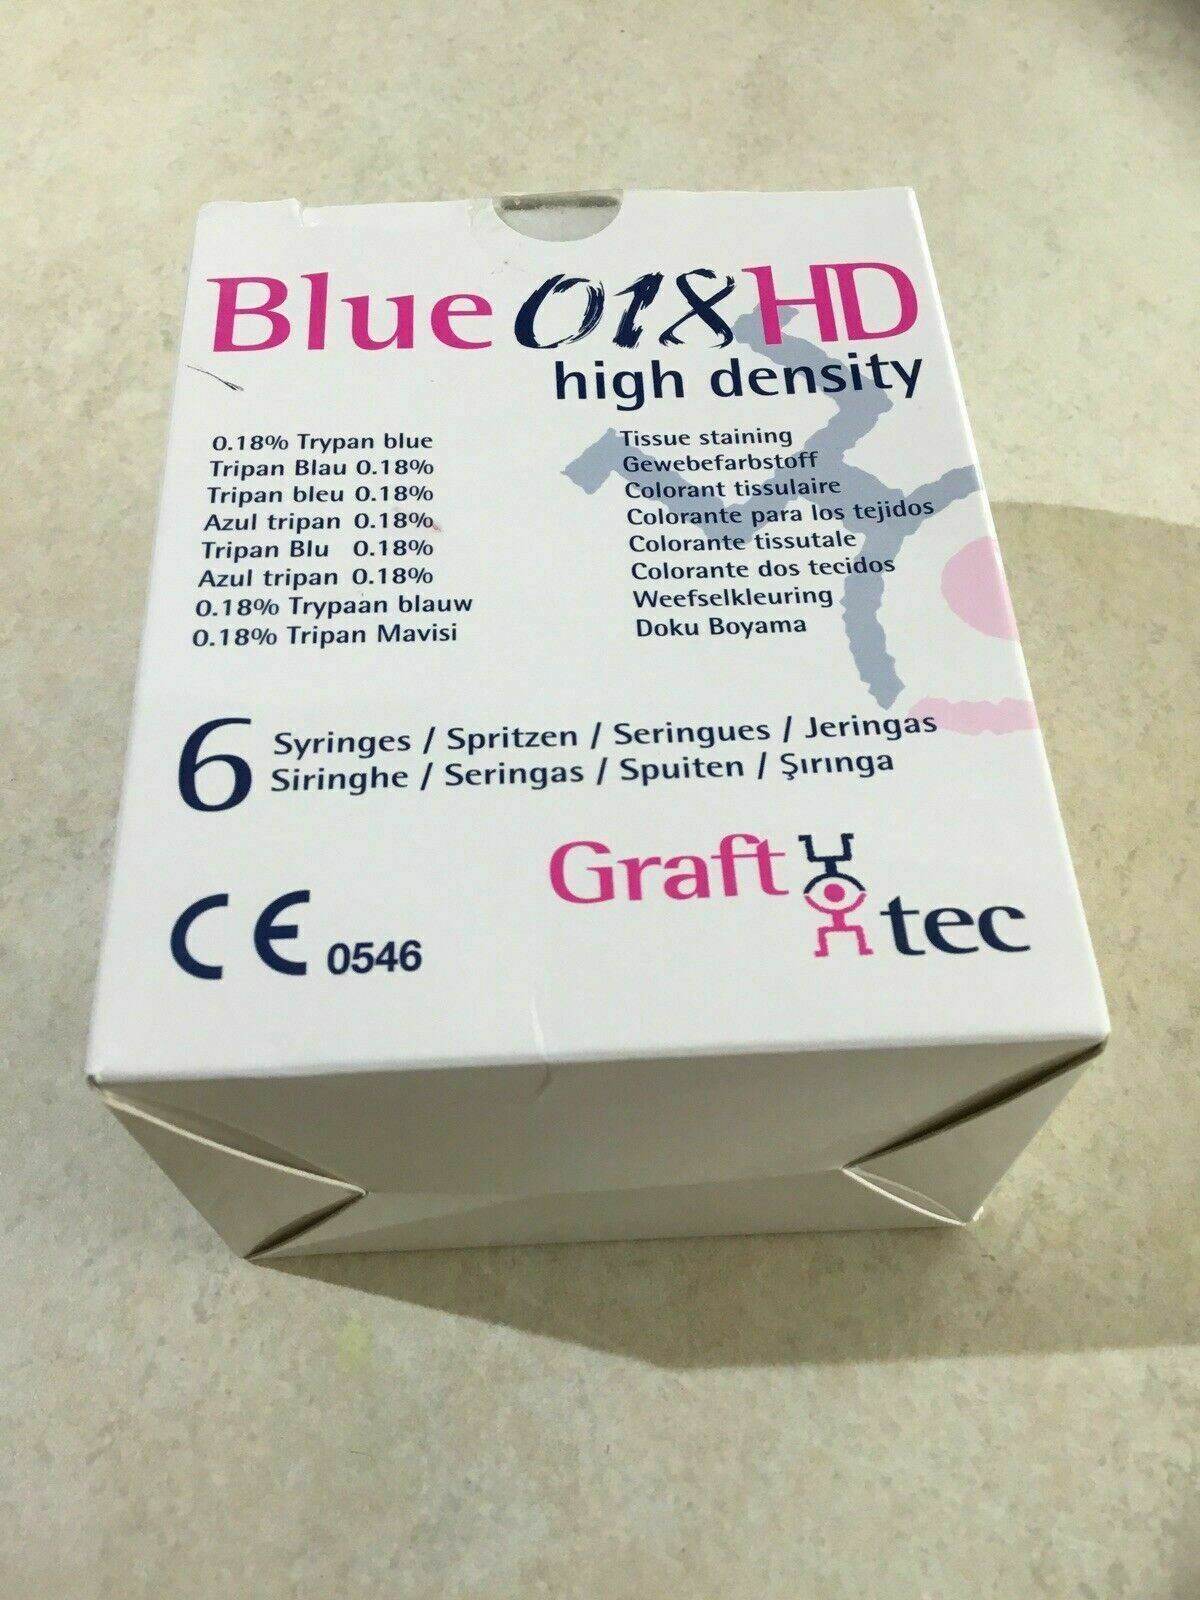 Blue 018 HD
high density
0.18% Trypan blue
Tripan Blau 0.18%
Tripan bleu 0.18%
Azul tripan 0.18%
Tripan Blu 0.18%
Azul tripan 0.18%
0.18% Trypaan blauw
0.18% Tripan Mavisi
Tissue staining
Gewebefarbstoff
Colorant tissulaire
Colorante para los tejidos
Colorante tissutale
Colorante dos tecidos
Weefselkleuring
Doku Boyama
6 Syringes / Spritzen / Seringues / Jeringas
Siringhe / Seringas / Spuiten / Şırınga
CE 0546
Graft
tec